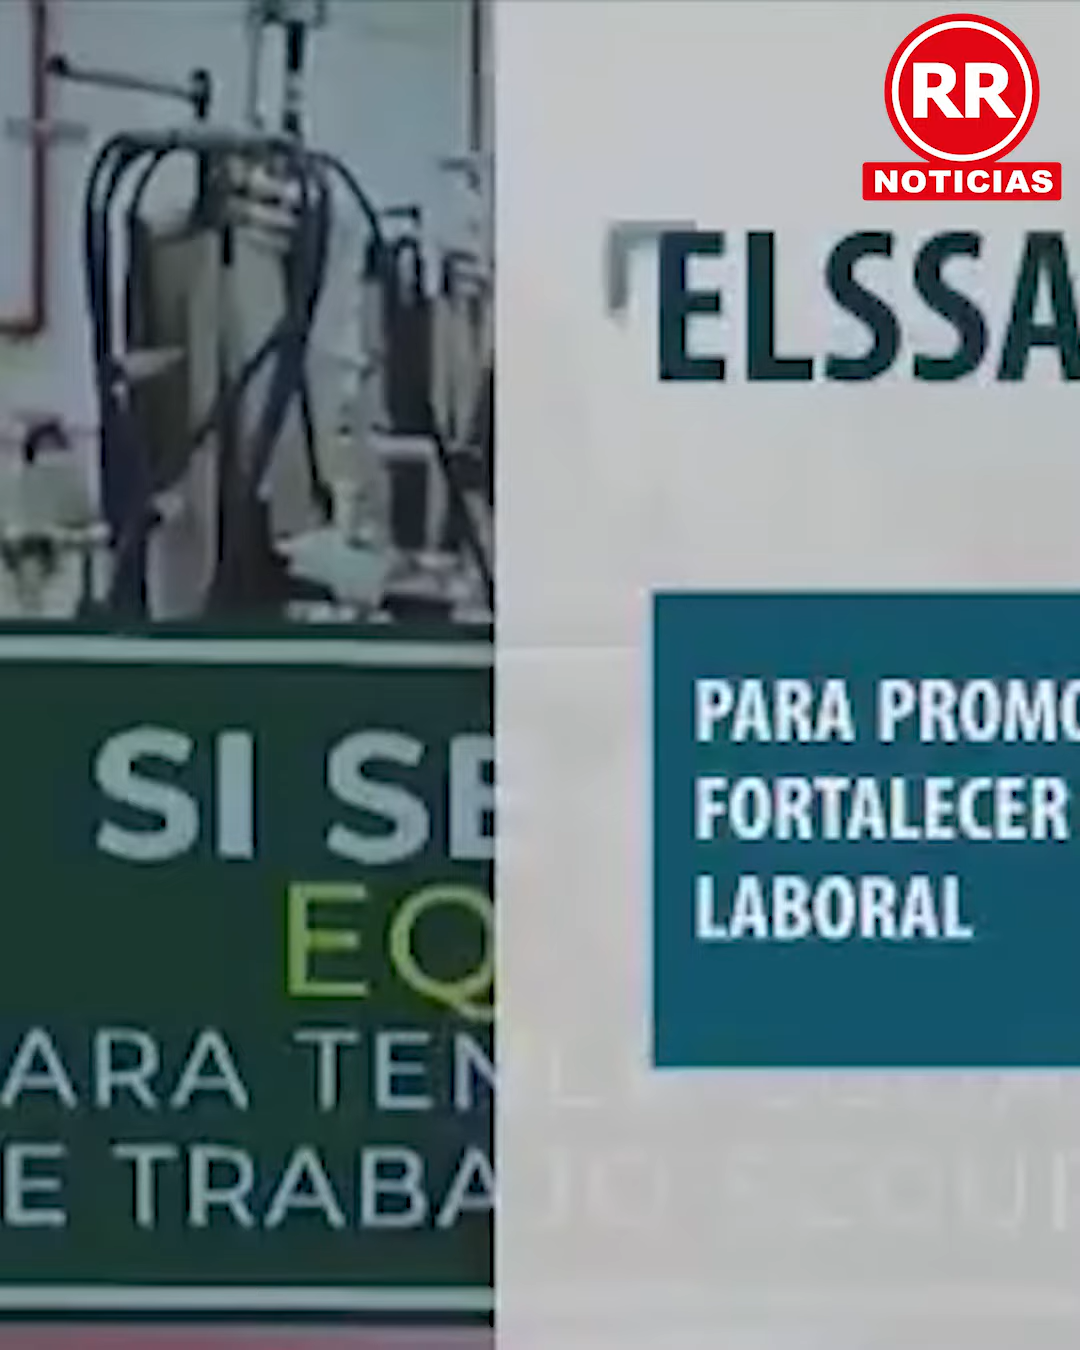 RR
NOTICIAS
ELSSA
PARA PROMO
FORTALECER
LABORAL
SI SE
EQ
ARA TEN
E TRABA